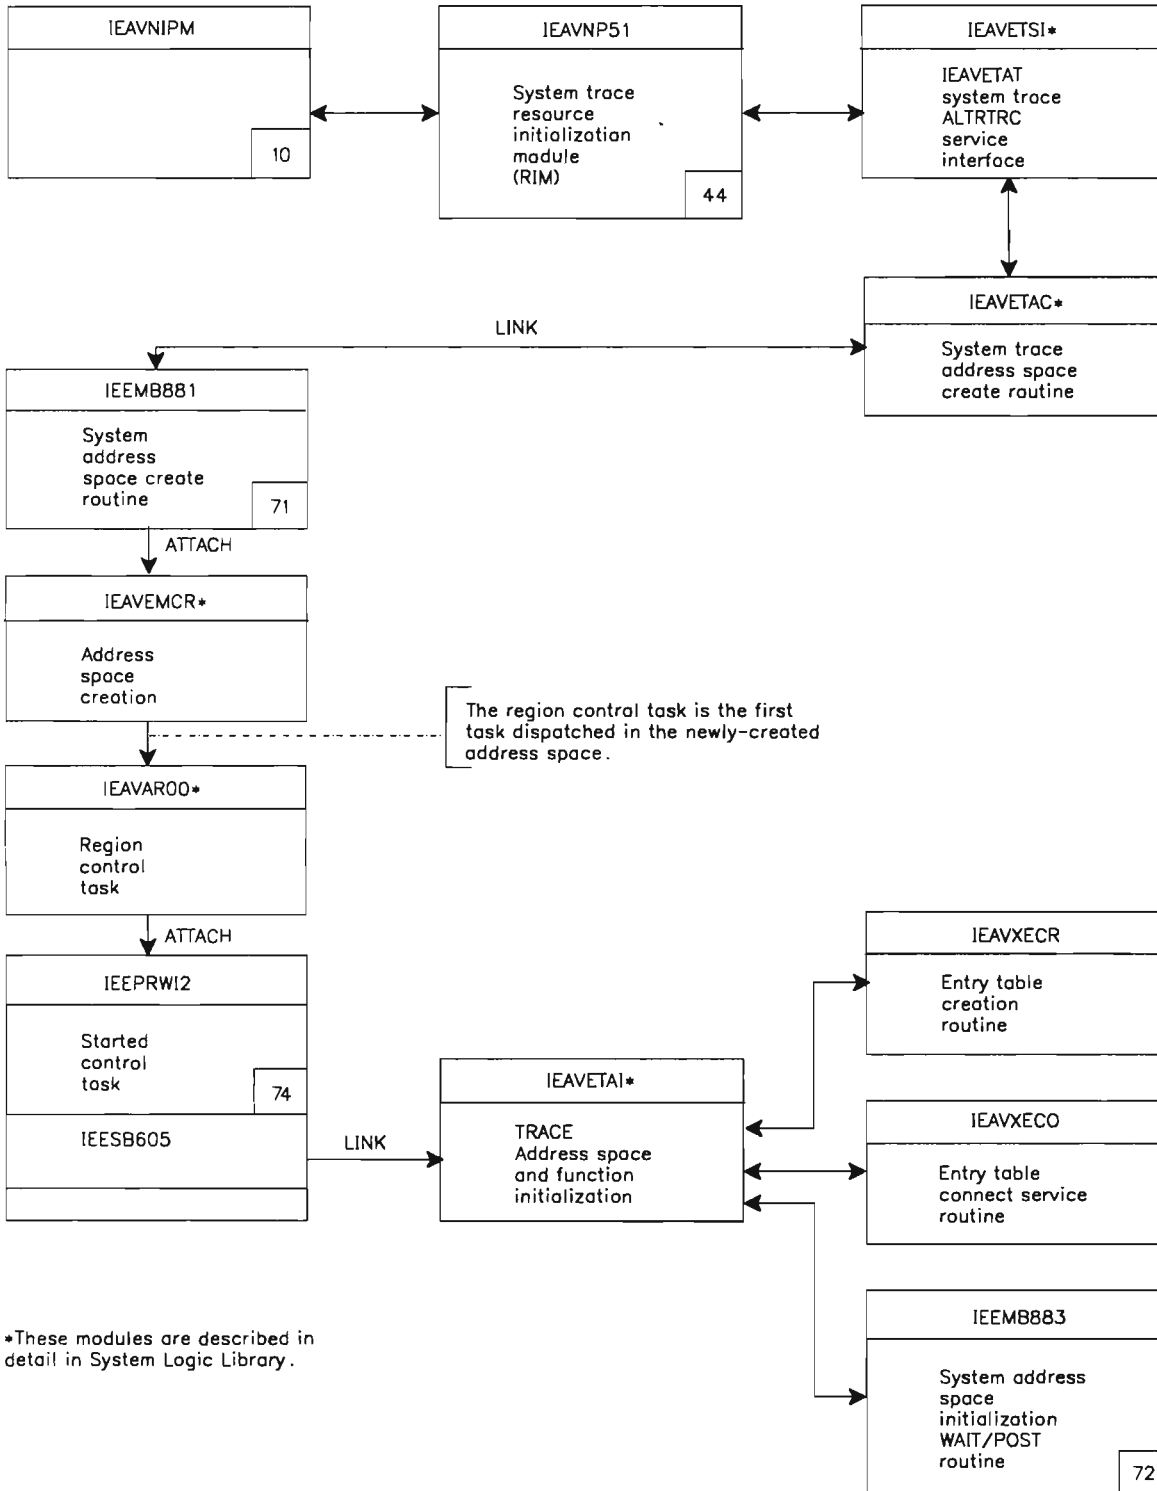 IEAVNIPM
10
IEAVNP51
System trace
resource
initialization
module
(RIM)
44
IEAVETSI*
IEAVETAT
system trace
ALTRTRC
service
interface
IEAVETAC*
System trace
address space
create routine
LINK
IEEMB881
System
address
space create
routine
71
ATTACH
IEAVEMCR*
Address
space
creation
The region control task is the first
task dispatched in the newly-created
address space.
IEAVAR00*
Region
control
task
ATTACH
IEEPRWI2
Started
control
task
74
IEESB605
LINK
IEAVETAI*
TRACE
Address space
and function
initialization
IEAVXECR
Entry table
creation
routine
IEAVXECO
Entry table
connect service
routine
IEEMB883
System address
space
initialization
WAIT/POST
routine
72
*These modules are described in
detail in System Logic Library.